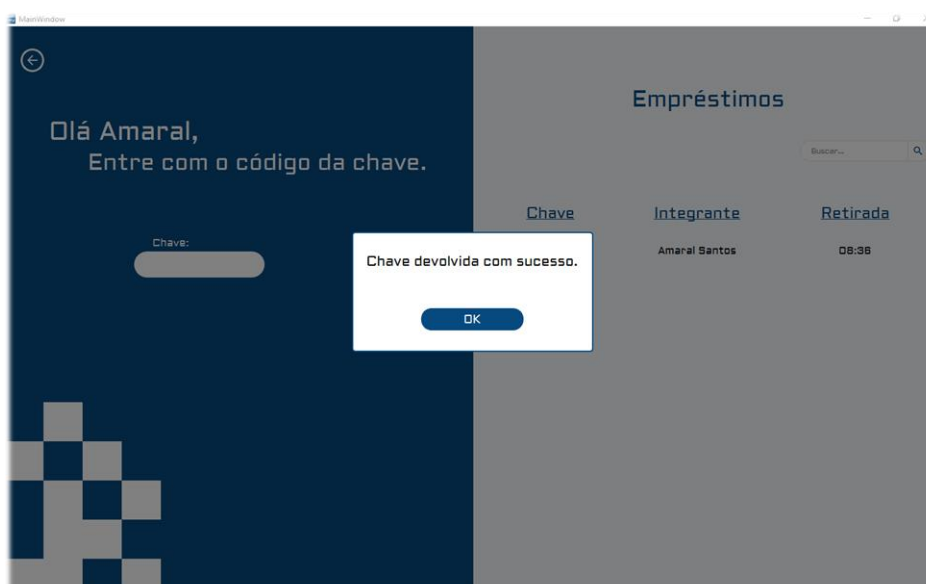 MainWindow
Olá Amaral,
Entre com o código da chave.
Chave:
Empréstimos
Buscar...
Chave Integrante Retirada
Amaral Santos 08:36
Chave devolvida com sucesso.
OK